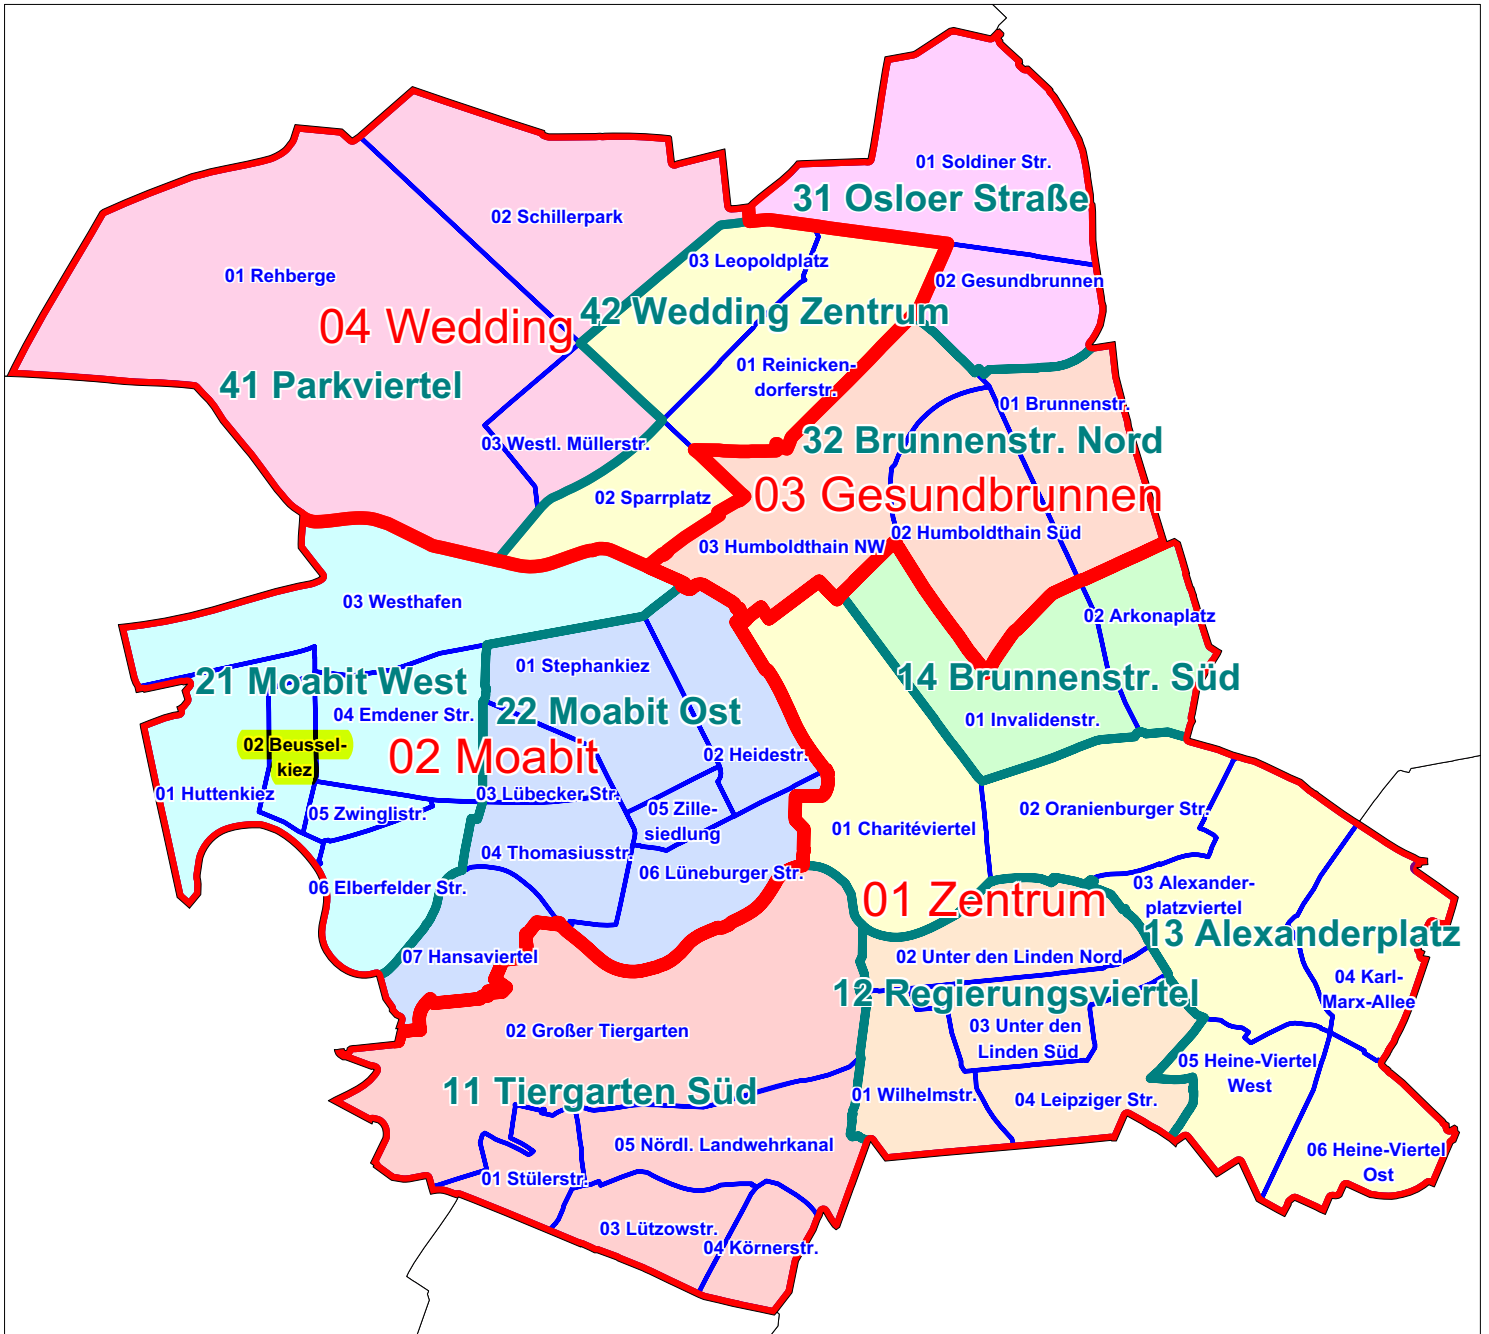 01 Soldiner Str.
31 Osloer Straße
02 Schillerpark
03 Leopoldplatz
01 Rehberge
02 Gesundbrunnen
04 Wedding
42 Wedding Zentrum
01 Reinicken-
dorferstr.
41 Parkviertel
01 Brunnenstr.
03 Westl. Müllerstr.
32 Brunnenstr. Nord
02 Sparrplatz
03 Gesundbrunnen
03 Humboldthain NW
02 Humboldthain Süd
03 Westhafen
02 Arkonaplatz
01 Stephankiez
21 Moabit West
14 Brunnenstr. Süd
04 Emdener Str.
22 Moabit Ost
01 Invalidenstr.
02 Beussel-
kiez
02 Moabit
02 Heidestr.
01 Huttenkiez
03 Lübecker Str.
05 Zwinglistr.
05 Zille-
siedlung
02 Oranienburger Str.
01 Charitéviertel
04 Thomasiusstr.
06 Lüneburger Str.
06 Elberfelder Str.
03 Alexander-
platzviertel
01 Zentrum
13 Alexanderplatz
07 Hansaviertel
02 Unter den Linden Nord
04 Karl-
Marx-Allee
12 Regierungsviertel
02 Großer Tiergarten
03 Unter den
Linden Süd
05 Heine-Viertel
West
11 Tiergarten Süd
01 Wilhelmstr.
04 Leipziger Str.
05 Nördl. Landwehrkanal
06 Heine-Viertel
Ost
01 Stülerstr.
03 Lützowstr.
04 Körnerstr.